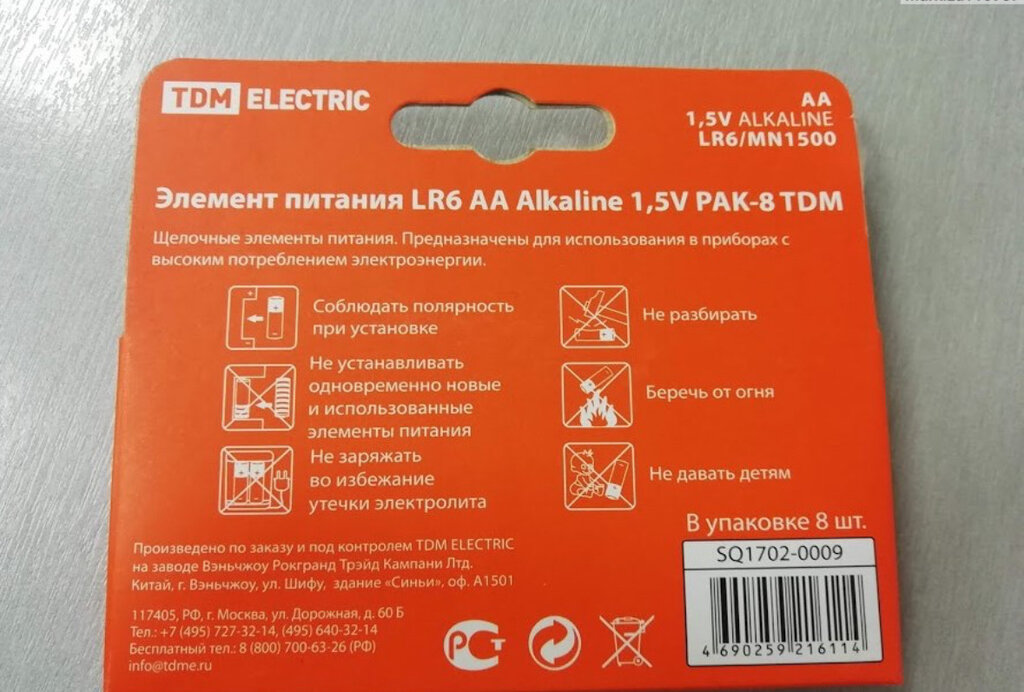 TDM ELECTRIC
AA
1,5V ALKALINE
LR6/MN1500
Элемент питания LR6 AA Alkaline 1,5V PAK-8 TDM
Щелочные элементы питания. Предназначены для использования в приборах с
высоким потреблением электроэнергии.
Соблюдать полярность
при установке
Не устанавливать
одновременно новые
и использованные
элементы питания
Не заряжать
во избежание
утечки электролита
Не разбирать
Беречь от огня
Не давать детям
В упаковке 8 шт.
SQ1702-0009
4 690259 216114
Произведено по заказу и под контролем TDM ELECTRIC
на заводе Вэньчжоу Рокгранд Трэйд Кампани Лтд.
Китай, г. Вэньчжоу, ул. Шифу, здание «Синьи», оф. А1501
117405, РФ, г. Москва, ул. Дорожная, д. 60 Б
Тел.: +7 (495) 727-32-14, (495) 640-32-14
Бесплатный тел.: 8 (800) 700-63-26 (РФ)
info@tdme.ru
РСТ